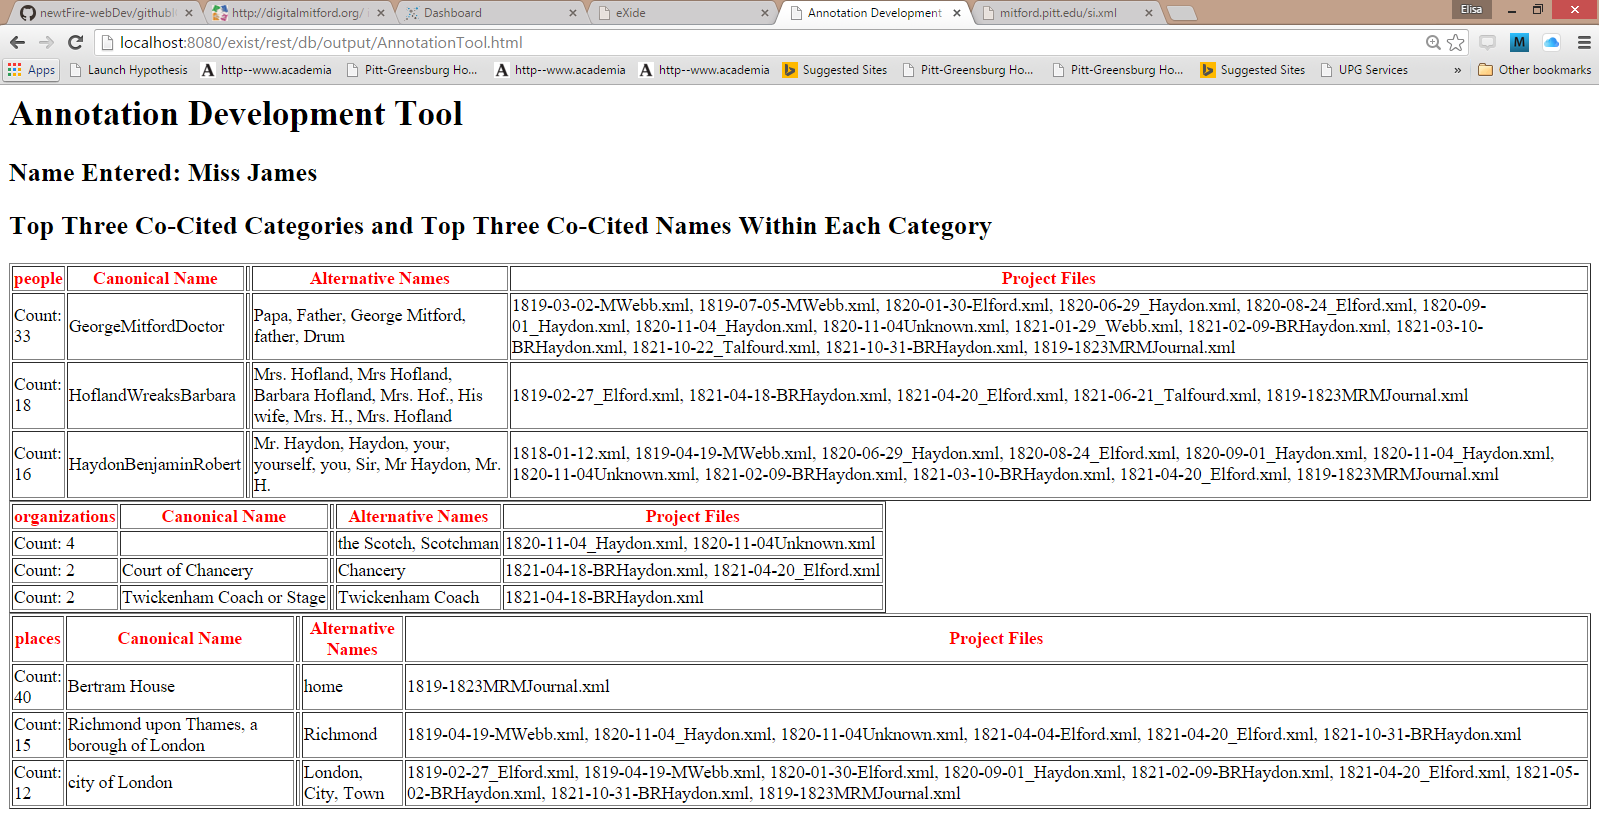 newtFire-webDev/github
http://digitalmitford.org/
Dashboard
eXide
Annotation Development
mitford.pitt.edu/si.xml
Elisa
localhost:8080/exist/rest/db/output/AnnotationTool.html
M
Apps
Launch Hypothesis
A http--www.academia
Pitt-Greensburg Ho...
A http--www.academia
A http--www.academia
Suggested Sites
Pitt-Greensburg Ho...
Pitt-Greensburg Ho...
Suggested Sites
UPG Services
»
Other bookmarks
Annotation Development Tool
Name Entered: Miss James
Top Three Co-Cited Categories and Top Three Co-Cited Names Within Each Category
people Canonical Name Alternative Names Project Files
Count: 33
GeorgeMitfordDoctor
Papa, Father, George Mitford,
father, Drum
1819-03-02-MWebb.xml, 1819-07-05-MWebb.xml, 1820-01-30-Elford.xml, 1820-06-29_Haydon.xml, 1820-08-24_Elford.xml, 1820-09-
01_Haydon.xml, 1820-11-04_Haydon.xml, 1820-11-04Unknown.xml, 1821-01-29_Webb.xml, 1821-02-09-BRHaydon.xml, 1821-03-10-
BRHaydon.xml, 1821-10-22_Talfourd.xml, 1821-10-31-BRHaydon.xml, 1819-1823MRMJournal.xml
Count: 18
HoflandWreaksBarbara
Mrs. Hofland, Mrs Hofland,
Barbara Hofland, Mrs. Hof., His
wife, Mrs. H., Mrs. Hofland
1819-02-27_Elford.xml, 1821-04-18-BRHaydon.xml, 1821-04-20_Elford.xml, 1821-06-21_Talfourd.xml, 1819-1823MRMJournal.xml
Count: 16
HaydonBenjaminRobert
Mr. Haydon, Haydon, your,
yourself, you, Sir, Mr Haydon, Mr.
H.
1818-01-12.xml, 1819-04-19-MWebb.xml, 1820-06-29_Haydon.xml, 1820-08-24_Elford.xml, 1820-09-01_Haydon.xml, 1820-11-04_Haydon.xml,
1820-11-04Unknown.xml, 1821-02-09-BRHaydon.xml, 1821-03-10-BRHaydon.xml, 1821-04-20_Elford.xml, 1819-1823MRMJournal.xml
organizations Canonical Name Alternative Names Project Files
Count: 4 the Scotch, Scotchman 1820-11-04_Haydon.xml, 1820-11-04Unknown.xml
Count: 2 Court of Chancery Chancery 1821-04-18-BRHaydon.xml, 1821-04-20_Elford.xml
Count: 2 Twickenham Coach or Stage Twickenham Coach 1821-04-18-BRHaydon.xml
places Canonical Name Alternative Names Project Files
Count: 40
Bertram House
home
1819-1823MRMJournal.xml
Count: 15
Richmond upon Thames, a
borough of London
Richmond
1819-04-19-MWebb.xml, 1820-11-04_Haydon.xml, 1820-11-04Unknown.xml, 1821-04-04-Elford.xml, 1821-04-20_Elford.xml, 1821-10-31-BRHaydon.xml
Count: 12
city of London
London,
City, Town
1819-02-27_Elford.xml, 1819-04-19-MWebb.xml, 1820-01-30-Elford.xml, 1820-09-01_Haydon.xml, 1821-02-09-BRHaydon.xml, 1821-04-20_Elford.xml, 1821-05-
02-BRHaydon.xml, 1821-10-31-BRHaydon.xml, 1819-1823MRMJournal.xml